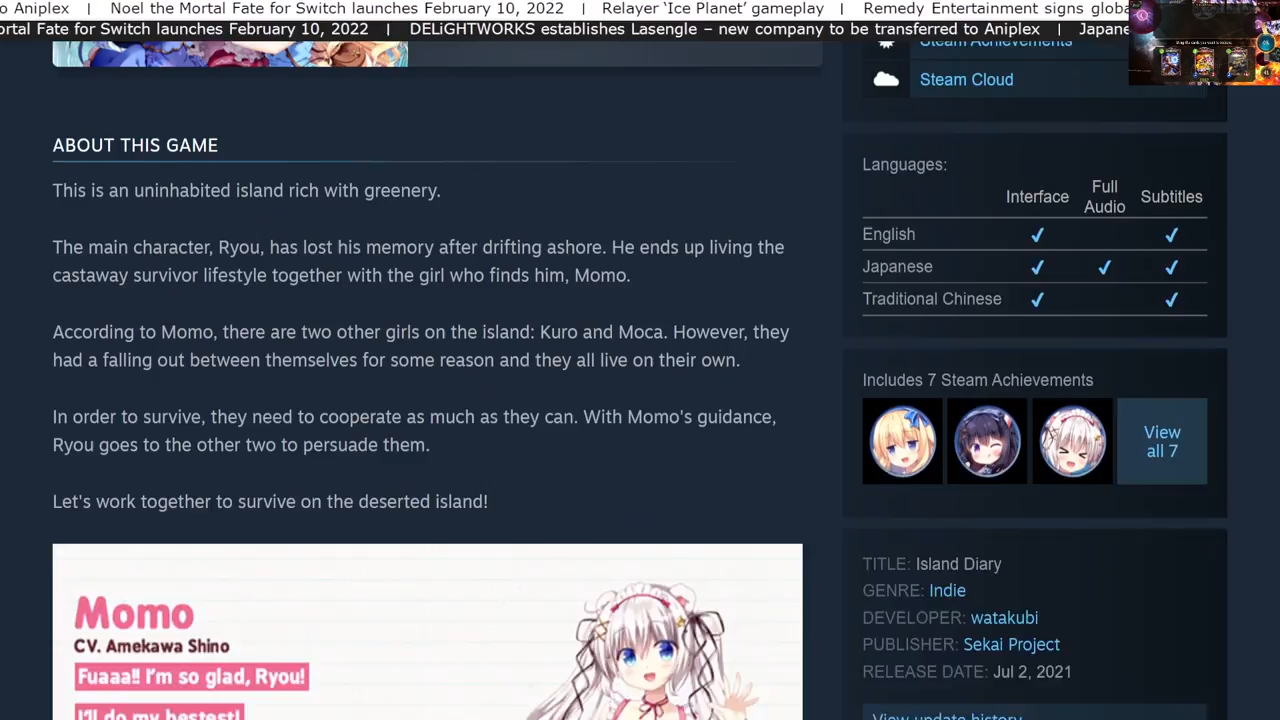 o Aniplex | Noel the Mortal Fate for Switch launches February 10, 2022 | Relayer ‘Ice Planet’ gameplay | Remedy Entertainment signs globa
ortal Fate for Switch launches February 10, 2022 | DELiGHTWORKS establishes Lasengle – new company to be transferred to Aniplex | Japane
Steam Achievements
Steam Cloud
ABOUT THIS GAME
This is an uninhabited island rich with greenery.
The main character, Ryou, has lost his memory after drifting ashore. He ends up living the
castaway survivor lifestyle together with the girl who finds him, Momo.
According to Momo, there are two other girls on the island: Kuro and Moca. However, they
had a falling out between themselves for some reason and they all live on their own.
In order to survive, they need to cooperate as much as they can. With Momo's guidance,
Ryou goes to the other two to persuade them.
Let's work together to survive on the deserted island!
Momo
CV. Amekawa Shino
Fuaaa!! I'm so glad, Ryou!
I'll do my bestest!
Languages:
Interface Full Audio Subtitles
English ✔ ✔
Japanese ✔ ✔ ✔
Traditional Chinese ✔ ✔
Includes 7 Steam Achievements
View
all 7
TITLE: Island Diary
GENRE: Indie
DEVELOPER: watakubi
PUBLISHER: Sekai Project
RELEASE DATE: Jul 2, 2021
View update history